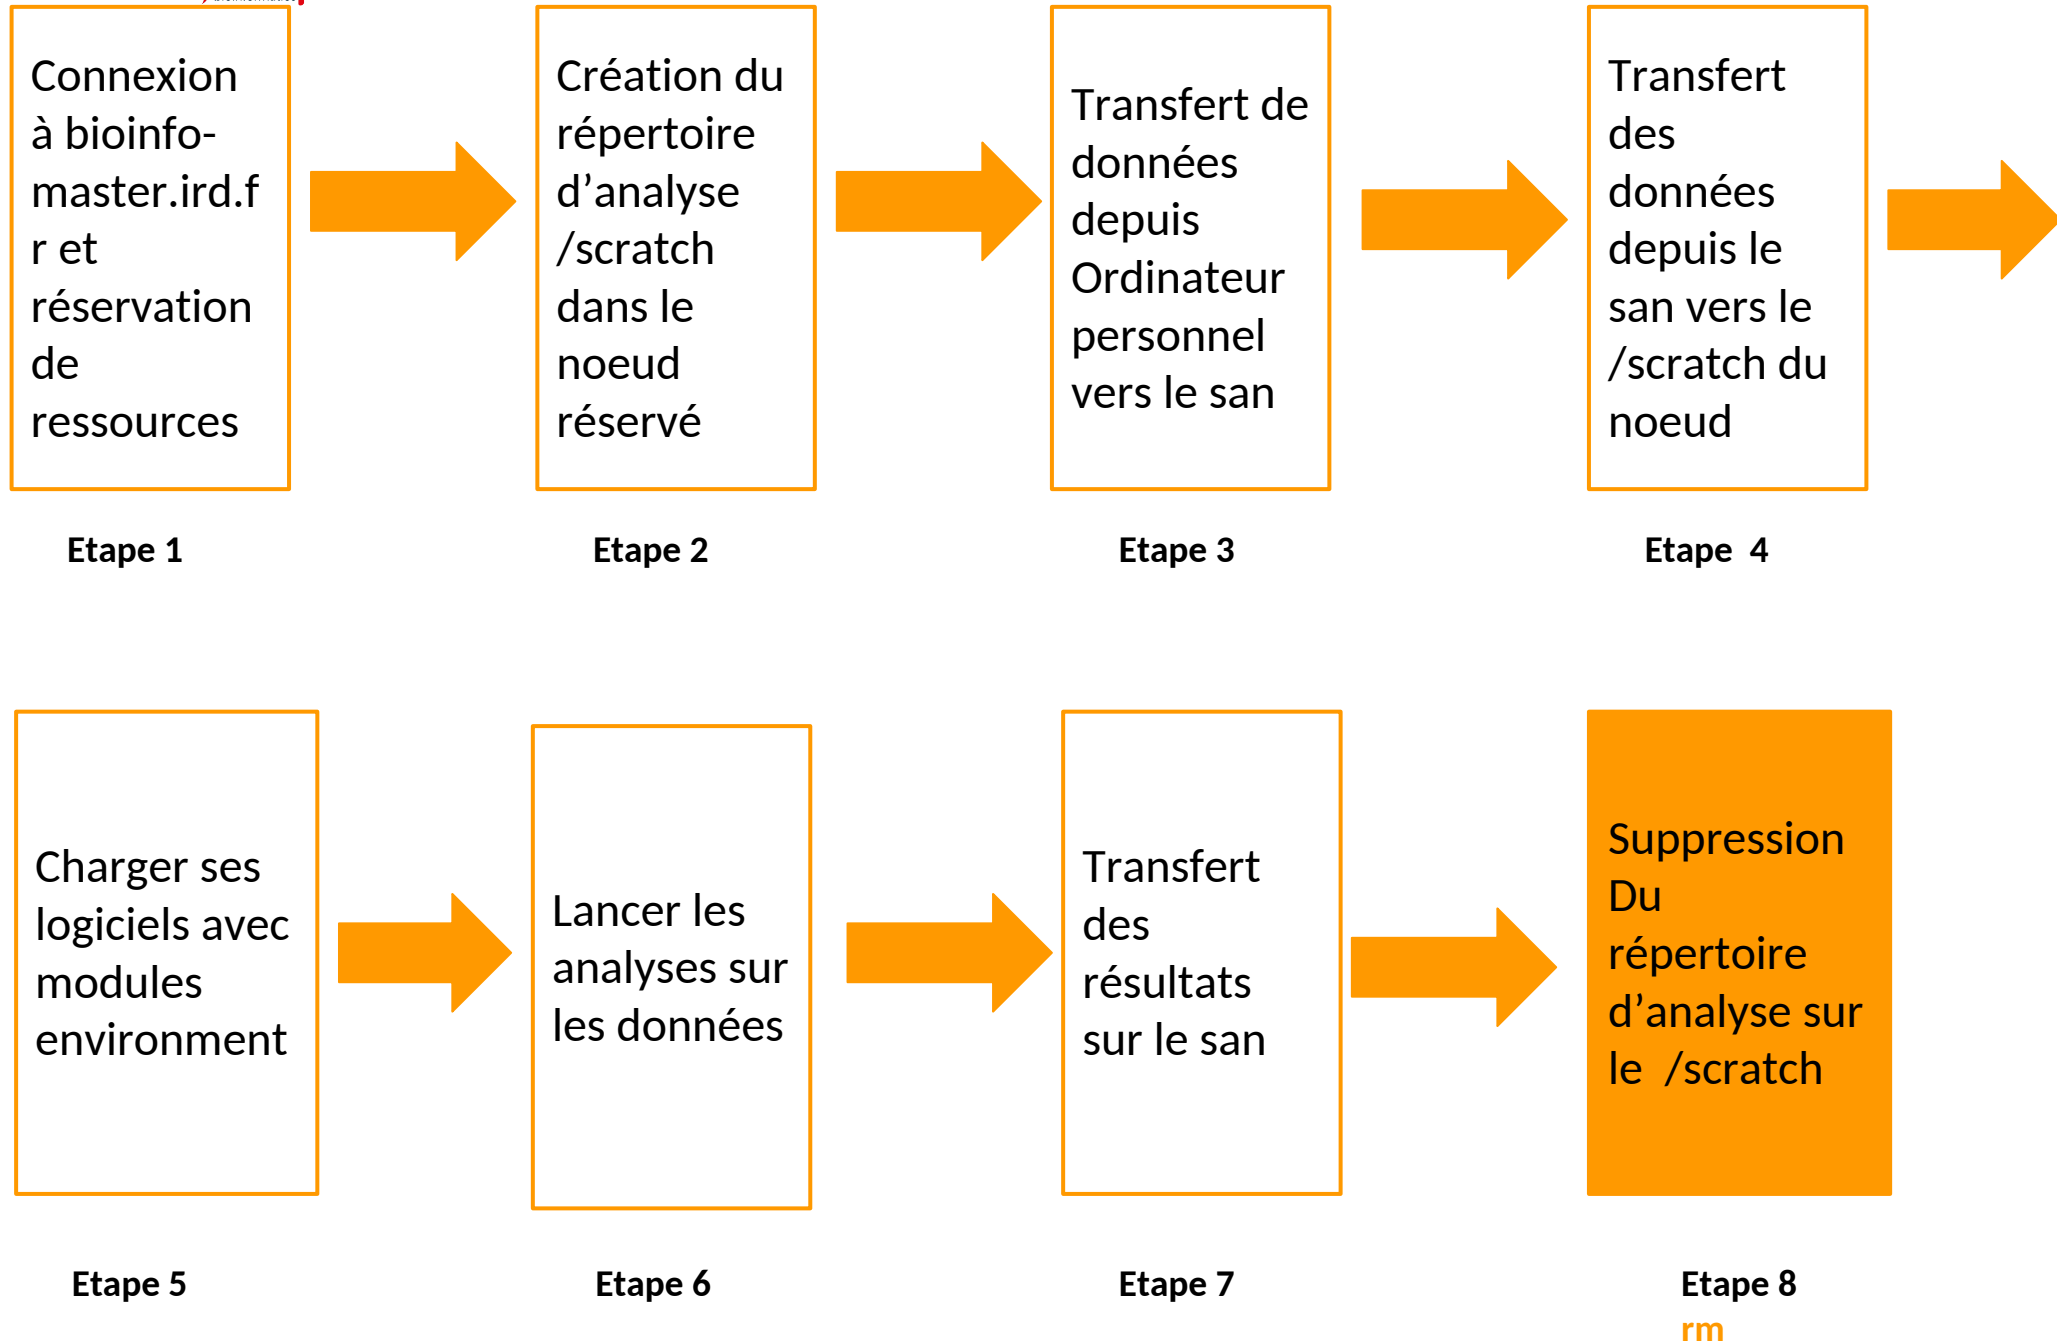 Connexion
à bioinfo-
master.ird.f
r et
réservation
de
ressources
Création du
répertoire
d’analyse
/scratch
dans le
noeud
réservé
Transfert de
données
depuis
Ordinateur
personnel
vers le san
Transfert
des
données
depuis le
san vers le
/scratch du
noeud
Etape 1
Etape 2
Etape 3
Etape  4
Charger ses
logiciels avec
modules
environment
Lancer les
analyses sur
les données
Transfert
des
résultats
sur le san
Suppression
Du
répertoire
d’analyse sur
le  /scratch
Etape 5
Etape 6
Etape 7
Etape 8
rm